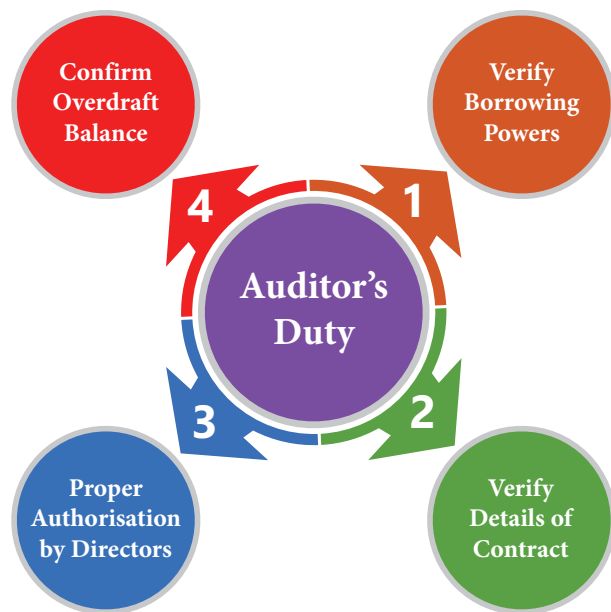 Confirm
Overdraft
Balance
Verify
Borrowing
Powers
4
1
Auditor’s
Duty
3
2
Proper
Authorisation
by Directors
Verify
Details of
Contract